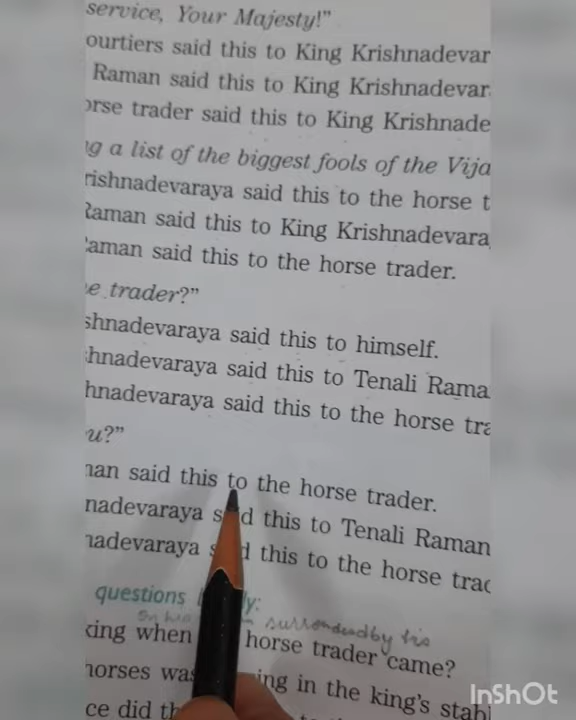 service, Your Majesty!"
ourtiers said this to King Krishnadevar
Raman said this to King Krishnadevar
orse trader said this to King Krishnade
ng a list of the biggest fools of the Vija
rishnadevaraya said this to the horse t
Raman said this to King Krishnadevara
aman said this to the horse trader.
e trader?"
shnadevaraya said this to himself.
hnadevaraya said this to Tenali Rama
hnadevaraya said this to the horse tra
u?"
nan said this to the horse trader.
nadevaraya s d this to Tenali Raman
nadevaraya d this to the horse trad
questions ly:
surrounded by his
king when horse trader came?
horses was ing in the king's stabl
ce did th
InShOt